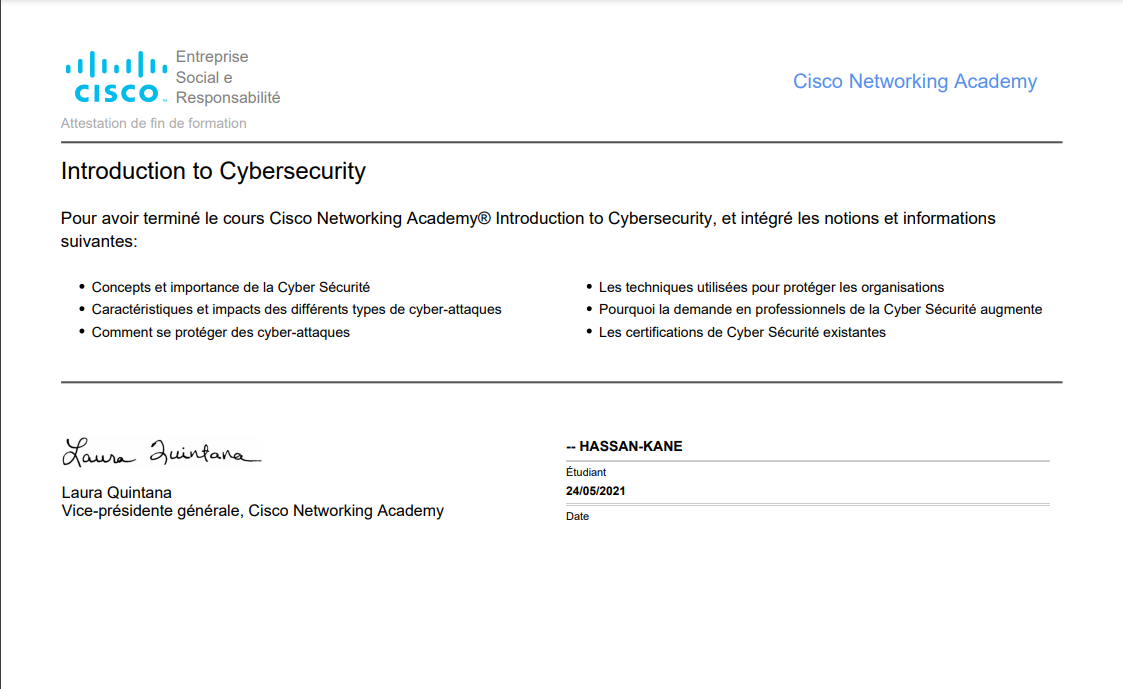 Entreprise
Social e
CISCO™ Responsabilité
Cisco Networking Academy
Attestation de fin de formation
Introduction to Cybersecurity
Pour avoir terminé le cours Cisco Networking Academy® Introduction to Cybersecurity, et intégré les notions et informations
suivantes:
• Concepts et importance de la Cyber Sécurité
• Caractéristiques et impacts des différents types de cyber-attaques
• Comment se protéger des cyber-attaques
• Les techniques utilisées pour protéger les organisations
• Pourquoi la demande en professionnels de la Cyber Sécurité augmente
• Les certifications de Cyber Sécurité existantes
Laura Quintana
Laura Quintana
Vice-présidente générale, Cisco Networking Academy
-- HASSAN-KANE
Étudiant
24/05/2021
Date